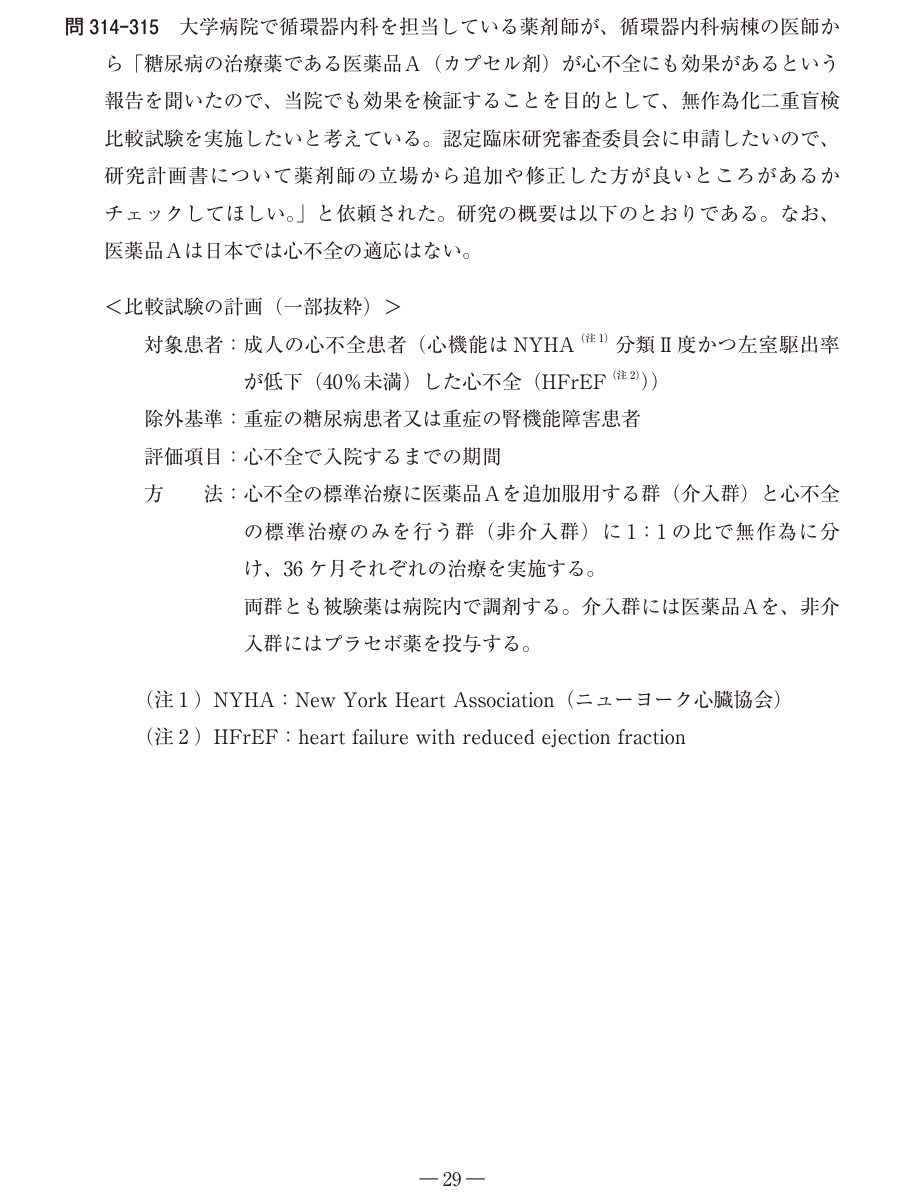 問 314−315　大学病院で循環器内科を担当している薬剤師が、循環器内科病棟の医師か
ら「糖尿病の治療薬である医薬品A（カプセル剤）が心不全にも効果があるという
報告を聞いたので、当院でも効果を検証することを目的として、無作為化二重盲検
比較試験を実施したいと考えている。認定臨床研究審査委員会に申請したいので、
研究計画書について薬剤師の立場から追加や修正した方が良いところがあるか
チェックしてほしい。」と依頼された。研究の概要は以下のとおりである。なお、
医薬品Aは日本では心不全の適応はない。
＜比較試験の計画（一部抜粋）＞
対象患者：成人の心不全患者（心機能は NYHA（注1）分類Ⅱ度かつ左室駆出率
が低下（40％未満）した心不全（HFrEF（注2）））
除外基準：重症の糖尿病患者又は重症の腎機能障害患者
評価項目：心不全で入院するまでの期間
方　　法：心不全の標準治療に医薬品Aを追加服用する群（介入群）と心不全
の標準治療のみを行う群（非介入群）に1：1の比で無作為に分
け、36ヶ月それぞれの治療を実施する。
両群とも被験薬は病院内で調剤する。介入群には医薬品Aを、非介
入群にはプラセボ薬を投与する。
（注1）NYHA：New York Heart Association（ニューヨーク心臓協会）
（注2）HFrEF：heart failure with reduced ejection fraction
― 29 ―